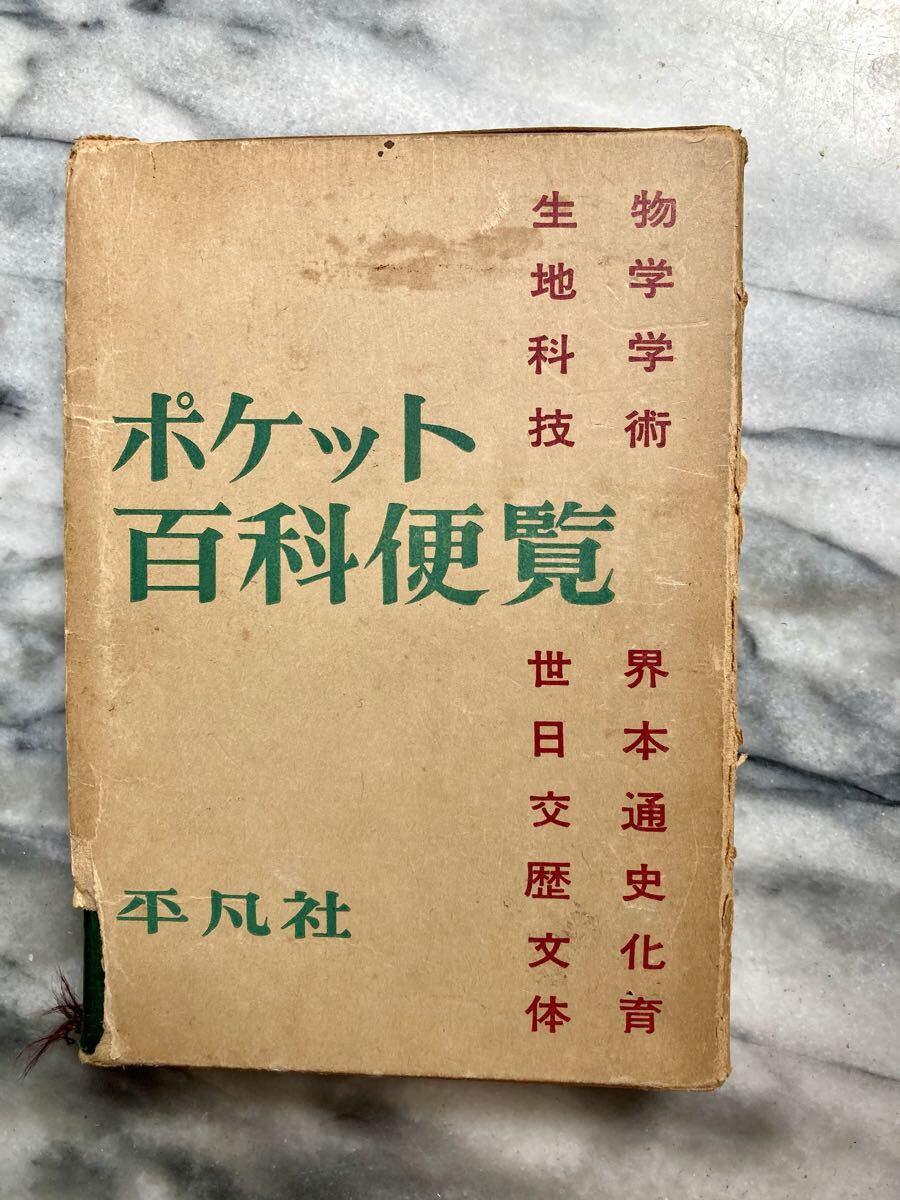 生物
地学
科学
技術
ポケット
百科便覧
世界
日本
交通
歴史
文化
体育
平凡社